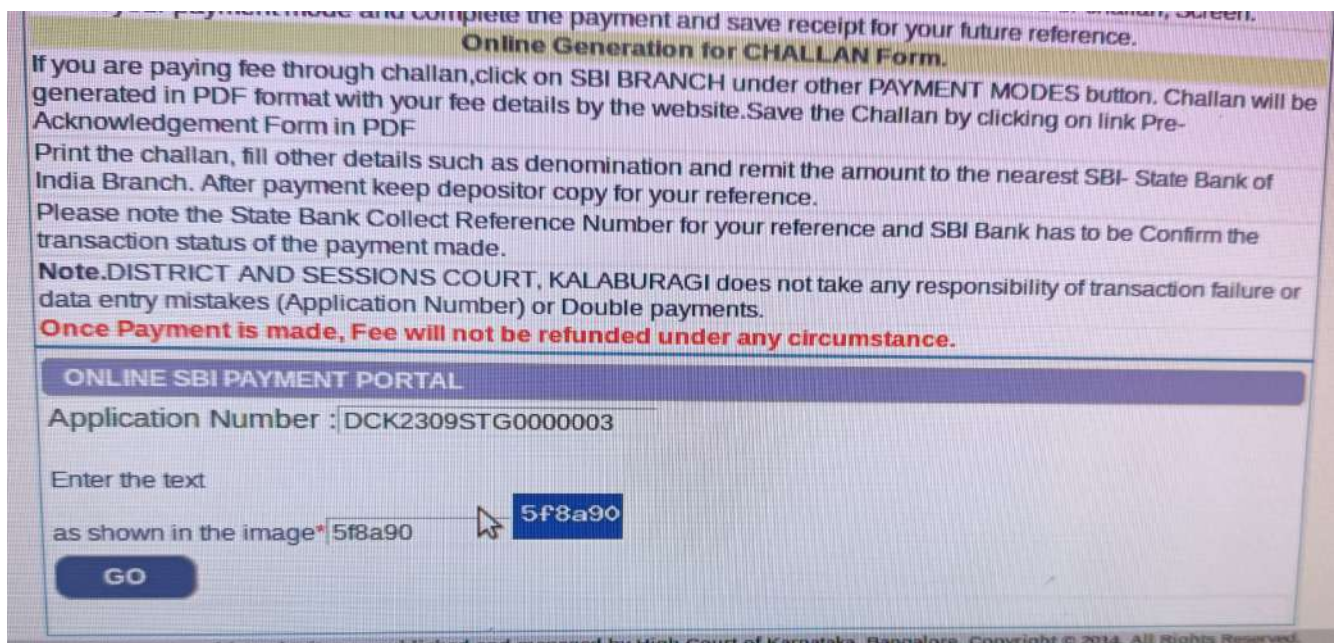 your payment mode and complete the payment and save receipt for your future reference.
Online Generation for CHALLAN Form.
If you are paying fee through challan,click on SBI BRANCH under other PAYMENT MODES button. Challan will be
generated in PDF format with your fee details by the website.Save the Challan by clicking on link Pre-
Acknowledgement Form in PDF
Print the challan, fill other details such as denomination and remit the amount to the nearest SBI- State Bank of
India Branch. After payment keep depositor copy for your reference.
Please note the State Bank Collect Reference Number for your reference and SBI Bank has to be Confirm the
transaction status of the payment made.
Note.DISTRICT AND SESSIONS COURT, KALABURAGI does not take any responsibility of transaction failure or
data entry mistakes (Application Number) or Double payments.
Once Payment is made, Fee will not be refunded under any circumstance.
ONLINE SBI PAYMENT PORTAL
Application Number : DCK2309STG0000003
Enter the text
5f8a90
as shown in the image* 5f8a90
GO
managed by High Court of Karnataka, Bangalore. Copyright © 2014. All Rights Reserved.